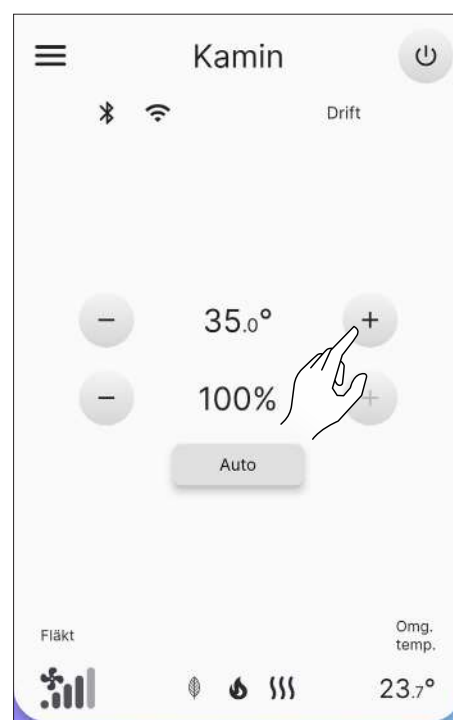 Kamin
Drift
− 35.0° +
− 100% +
Auto
Fläkt
Omg.
temp.
23.7°